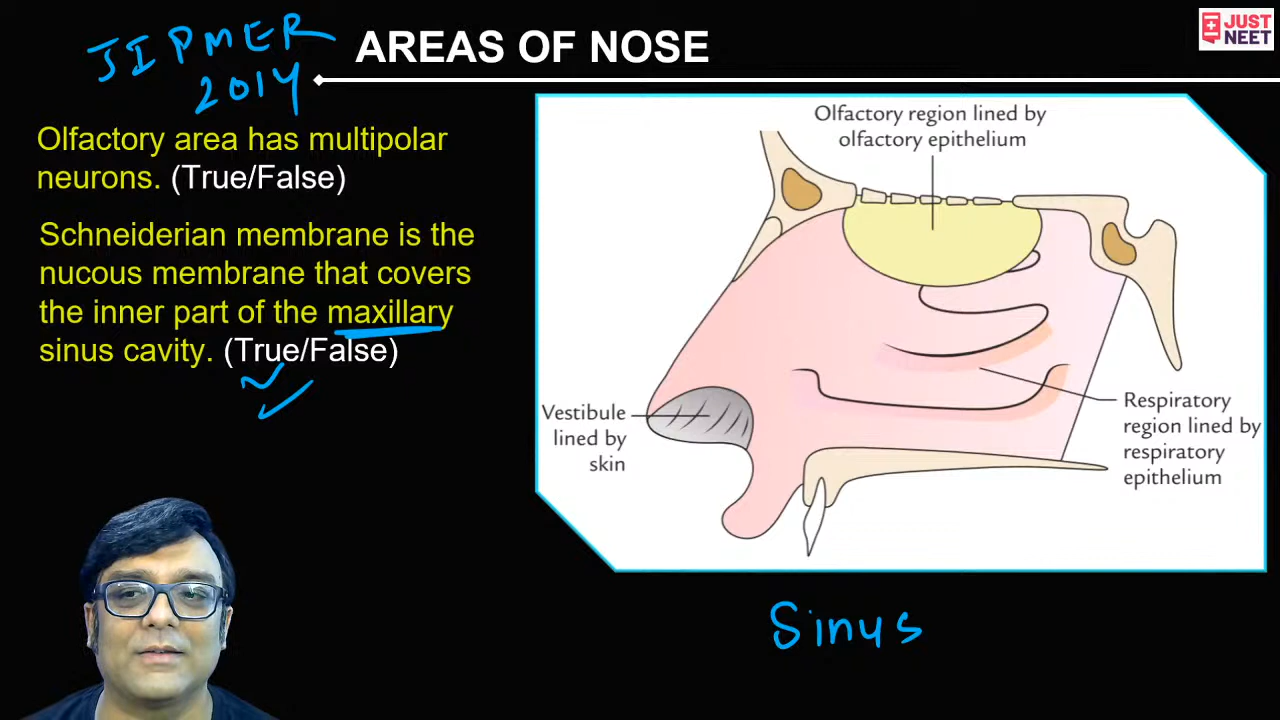 JIPMER
2014
AREAS OF NOSE
JUST
NEET
Olfactory area has multipolar
neurons. (True/False)
Schneiderian membrane is the
nucous membrane that covers
the inner part of the maxillary
sinus cavity. (True/False)
Olfactory region lined by
olfactory epithelium
Vestibule
lined by
skin
Respiratory
region lined by
respiratory
epithelium
Sinus